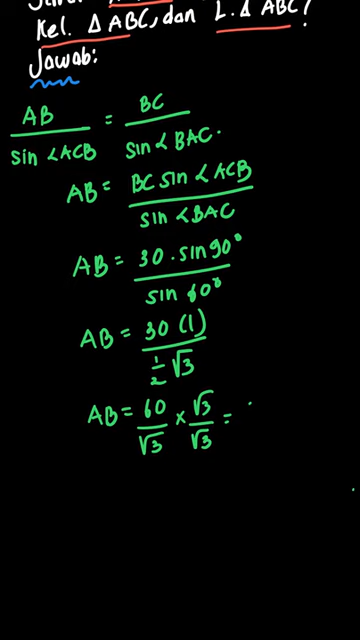 Kel. Δ ABC, dan L. Δ ABC?
Jawab:
AB / sin ∠ACB = BC / sin ∠BAC.
AB = BC sin ∠ACB / sin ∠BAC
AB = 30 . sin 90° / sin 60°
AB = 30 (1) / ½ √3
AB = 60 / √3 × √3 / √3 =